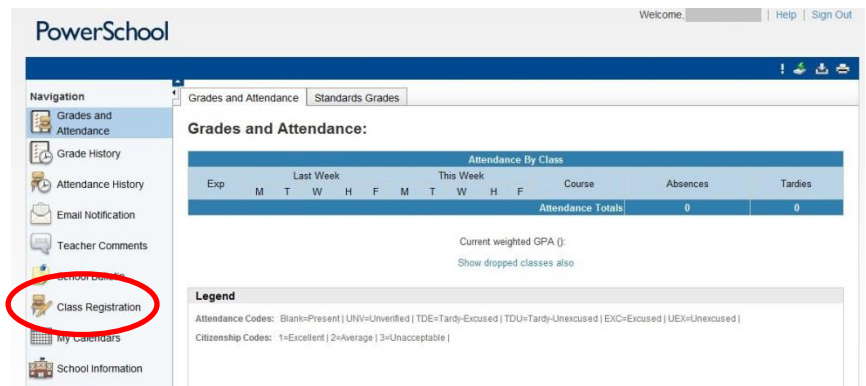 Welcome, | Help | Sign Out
PowerSchool
Navigation
Grades and Attendance
Grade History
Attendance History
Email Notification
Teacher Comments
School Bulletin
Class Registration
My Calendars
School Information
Grades and Attendance | Standards Grades
Grades and Attendance:
Attendance By Class
Exp Last Week This Week Course Absences Tardies
M T W H F M T W H F
Attendance Totals 0 0
Current weighted GPA ():
Show dropped classes also
Legend
Attendance Codes: Blank=Present | UNV=Unverified | TDE=Tardy-Excused | TDU=Tardy-Unexcused | EXC=Excused | UEX=Unexcused |
Citizenship Codes: 1=Excellent | 2=Average | 3=Unacceptable |